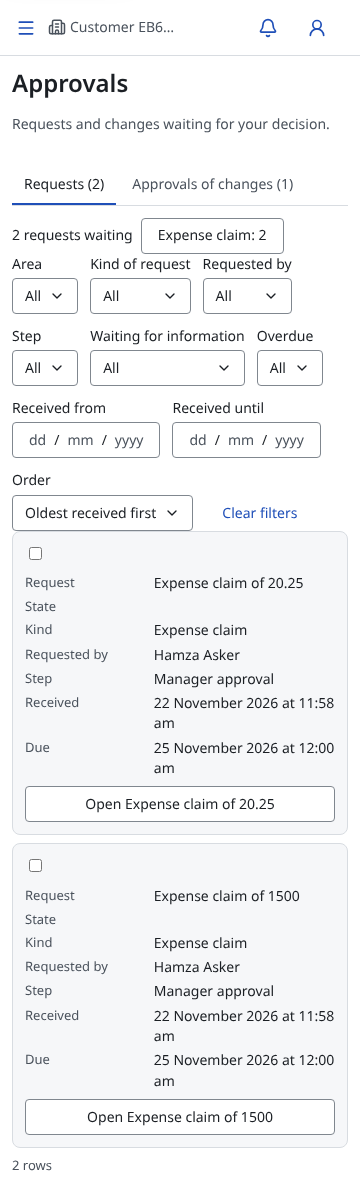 Customer EB6...
Approvals
Requests and changes waiting for your decision.
Requests (2) Approvals of changes (1)
2 requests waiting Expense claim: 2
Area Kind of request Requested by
All All All
Step Waiting for information Overdue
All All All
Received from Received until
dd / mm / yyyy dd / mm / yyyy
Order
Oldest received first Clear filters
Request Expense claim of 20.25
State
Kind Expense claim
Requested by Hamza Asker
Step Manager approval
Received 22 November 2026 at 11:58
am
Due 25 November 2026 at 12:00
am
Open Expense claim of 20.25
Request Expense claim of 1500
State
Kind Expense claim
Requested by Hamza Asker
Step Manager approval
Received 22 November 2026 at 11:58
am
Due 25 November 2026 at 12:00
am
Open Expense claim of 1500
2 rows